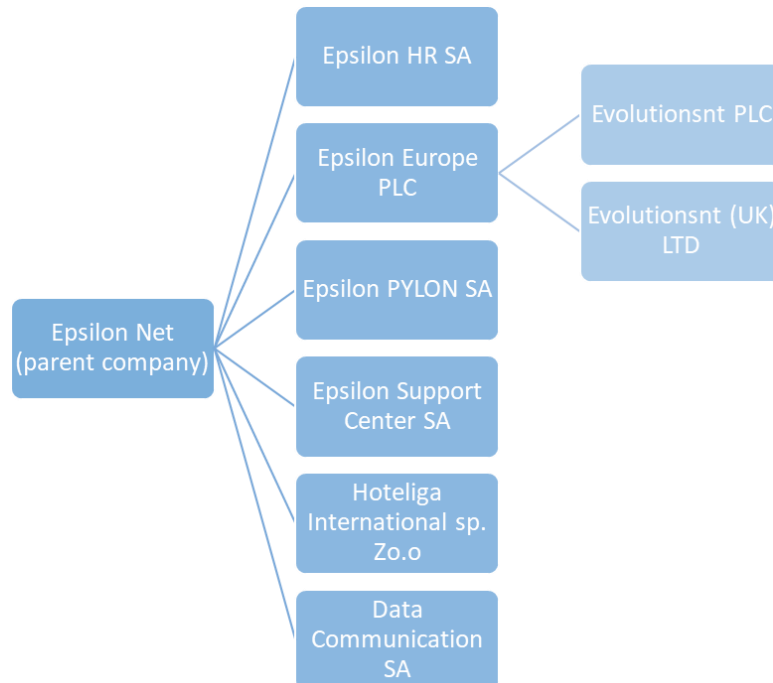 Epsilon HR SA
Evolutionsnt PLC
Epsilon Europe
PLC
Evolutionsnt (UK)
LTD
Epsilon PYLON SA
Epsilon Net
(parent company)
Epsilon Support
Center SA
Hoteliga
International sp.
Zo.o
Data
Communication
SA